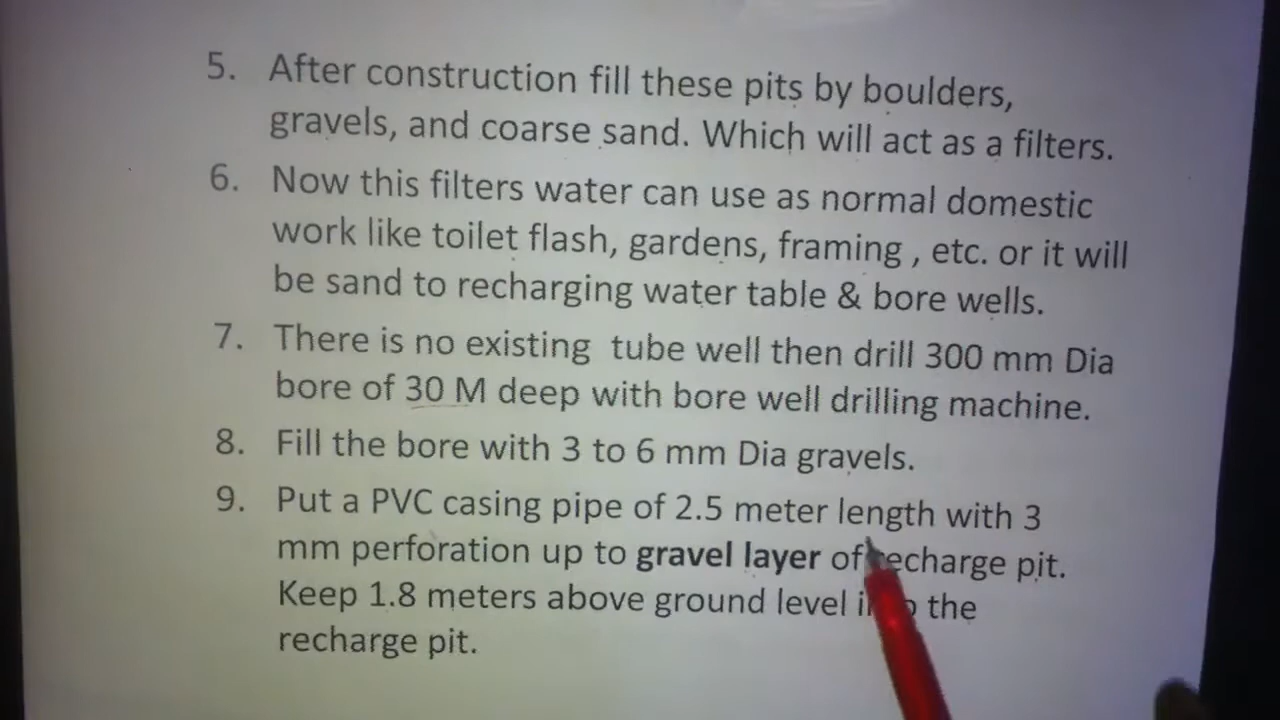 5. After construction fill these pits by boulders,
gravels, and coarse sand. Which will act as a filters.
6. Now this filters water can use as normal domestic
work like toilet flash, gardens, framing , etc. or it will
be sand to recharging water table & bore wells.
7. There is no existing tube well then drill 300 mm Dia
bore of 30 M deep with bore well drilling machine.
8. Fill the bore with 3 to 6 mm Dia gravels.
9. Put a PVC casing pipe of 2.5 meter length with 3
mm perforation up to gravel layer of recharge pit.
Keep 1.8 meters above ground level into the
recharge pit.